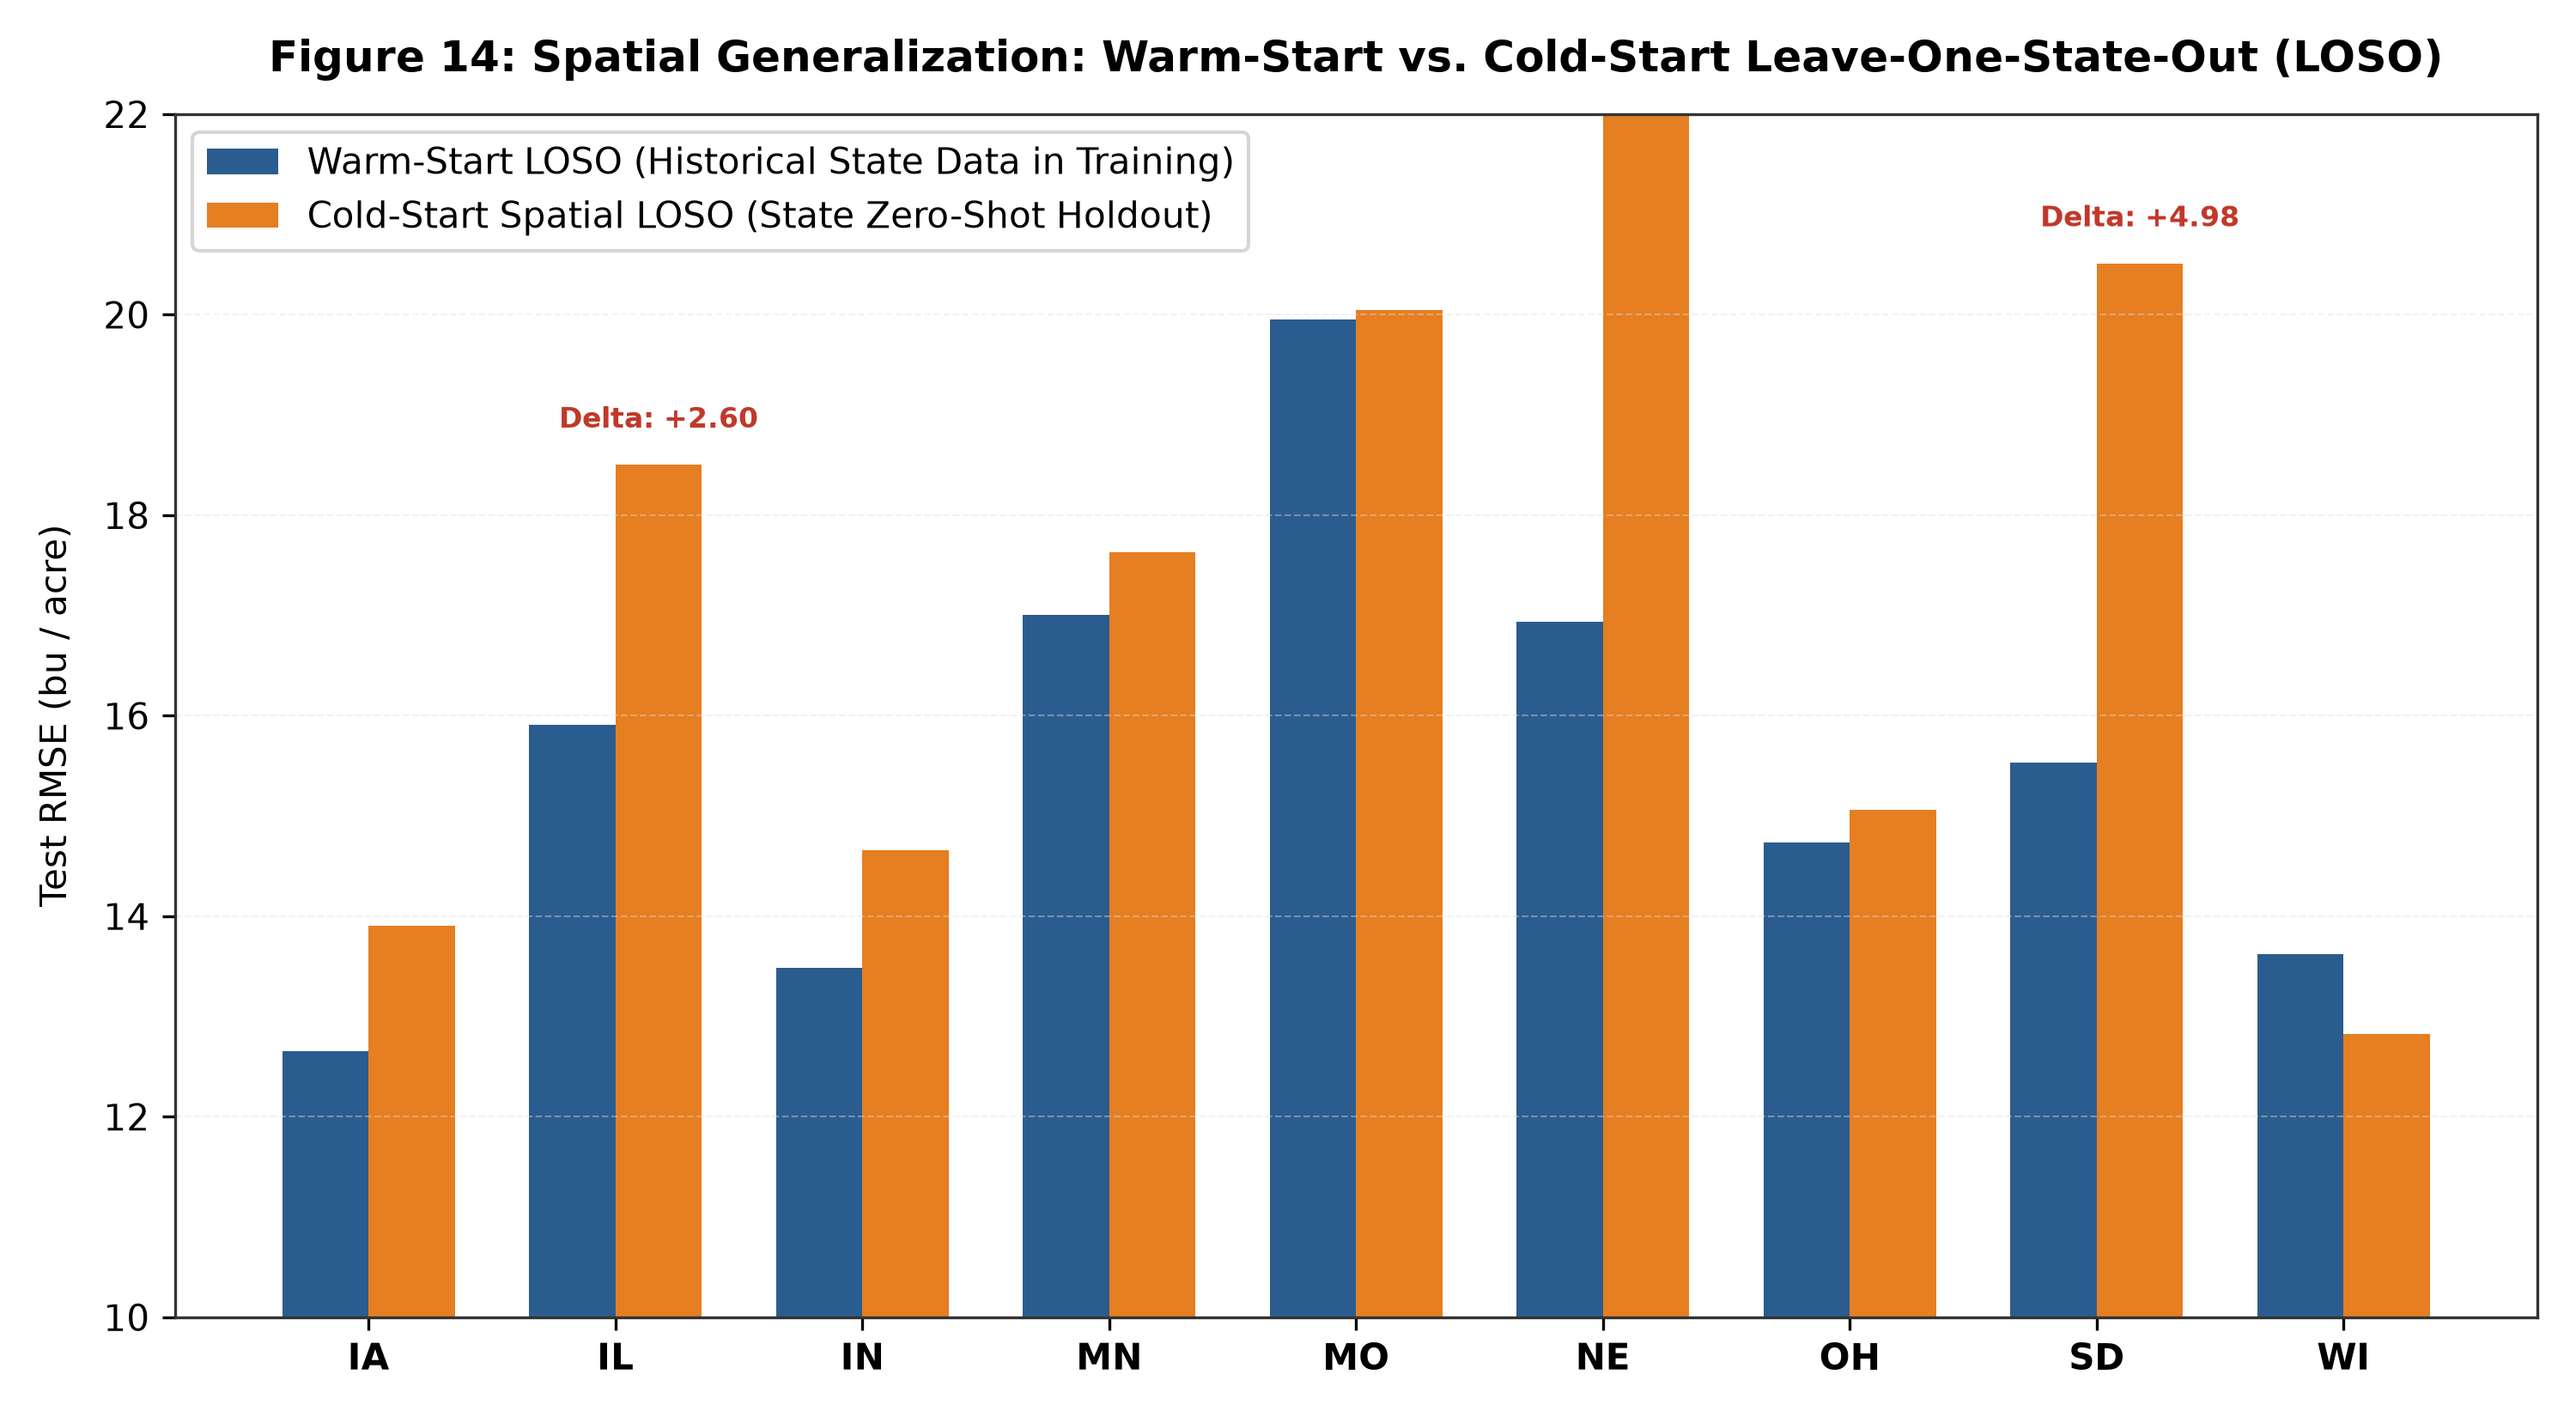 Figure 14: Spatial Generalization: Warm-Start vs. Cold-Start Leave-One-State-Out (LOSO)
Warm-Start LOSO (Historical State Data in Training)
Cold-Start Spatial LOSO (State Zero-Shot Holdout)
Delta: +2.60
Delta: +4.98
Test RMSE (bu / acre)
22
20
18
16
14
12
10
IA IL IN MN MO NE OH SD WI